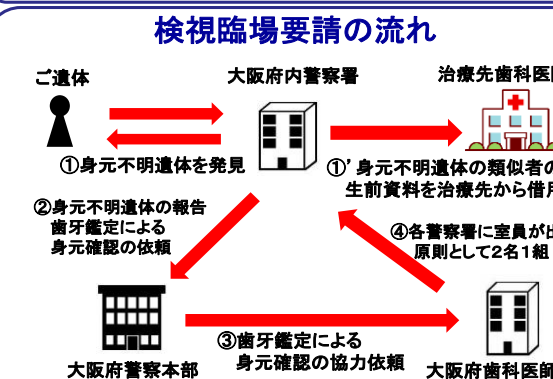 検視臨場要請の流れ
ご遺体
大阪府内警察署
治療先歯科医
①身元不明遺体を発見
①’身元不明遺体の類似者の
生前資料を治療先から借用
②身元不明遺体の報告
歯牙鑑定による
身元確認の依頼
④各警察署に室員が出
原則として2名1組
③歯牙鑑定による
身元確認の協力依頼
大阪府警察本部
大阪府歯科医師